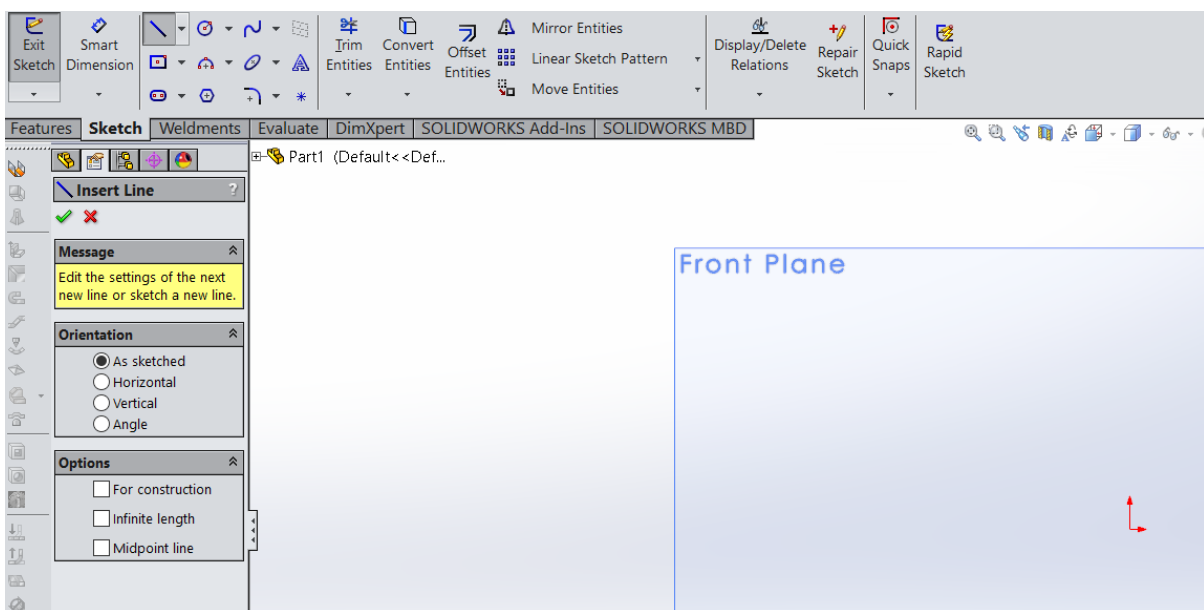 Exit
Sketch
Smart
Dimension
Trim
Entities
Convert
Entities
Offset
Entities
Mirror Entities
Linear Sketch Pattern
Move Entities
Display/Delete
Relations
Repair
Sketch
Quick
Snaps
Rapid
Sketch
Features Sketch Weldments Evaluate DimXpert SOLIDWORKS Add-Ins SOLIDWORKS MBD
Part1 (Default<<Def...
Insert Line ?
Message
Edit the settings of the next
new line or sketch a new line.
Front Plane
Orientation
As sketched
Horizontal
Vertical
Angle
Options
For construction
Infinite length
Midpoint line